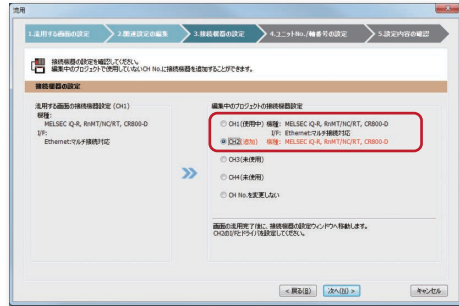 流用
1.流用する画面の設定
2.関連設定の編集
3.接続機器の設定
4.ユニットNo./軸番号の設定
5.設定内容の確認
接続機器の設定を確認してください。
編集中のプロジェクトで使用していないCH No.に接続機器を追加することができます。
接続機器の設定
流用する画面の接続機器設定 (CH1)
機種:
MELSEC iQ-R, RnMT/NC/RT, CR800-D
I/F:
Ethernet:マルチ接続対応
編集中のプロジェクトの接続機器設定
CH1(使用中) 機種: MELSEC iQ-R, RnMT/NC/RT, CR800-D
I/F: Ethernet:マルチ接続対応
CH2(追加) 機種: MELSEC iQ-R, RnMT/NC/RT, CR800-D
CH3(未使用)
CH4(未使用)
CH No.を変更しない
画面の流用完了後に、接続機器の設定ウィンドウへ移動します。
CH2のI/Fとドライバを設定してください。
< 戻る(B)
次へ(N) >
キャンセル